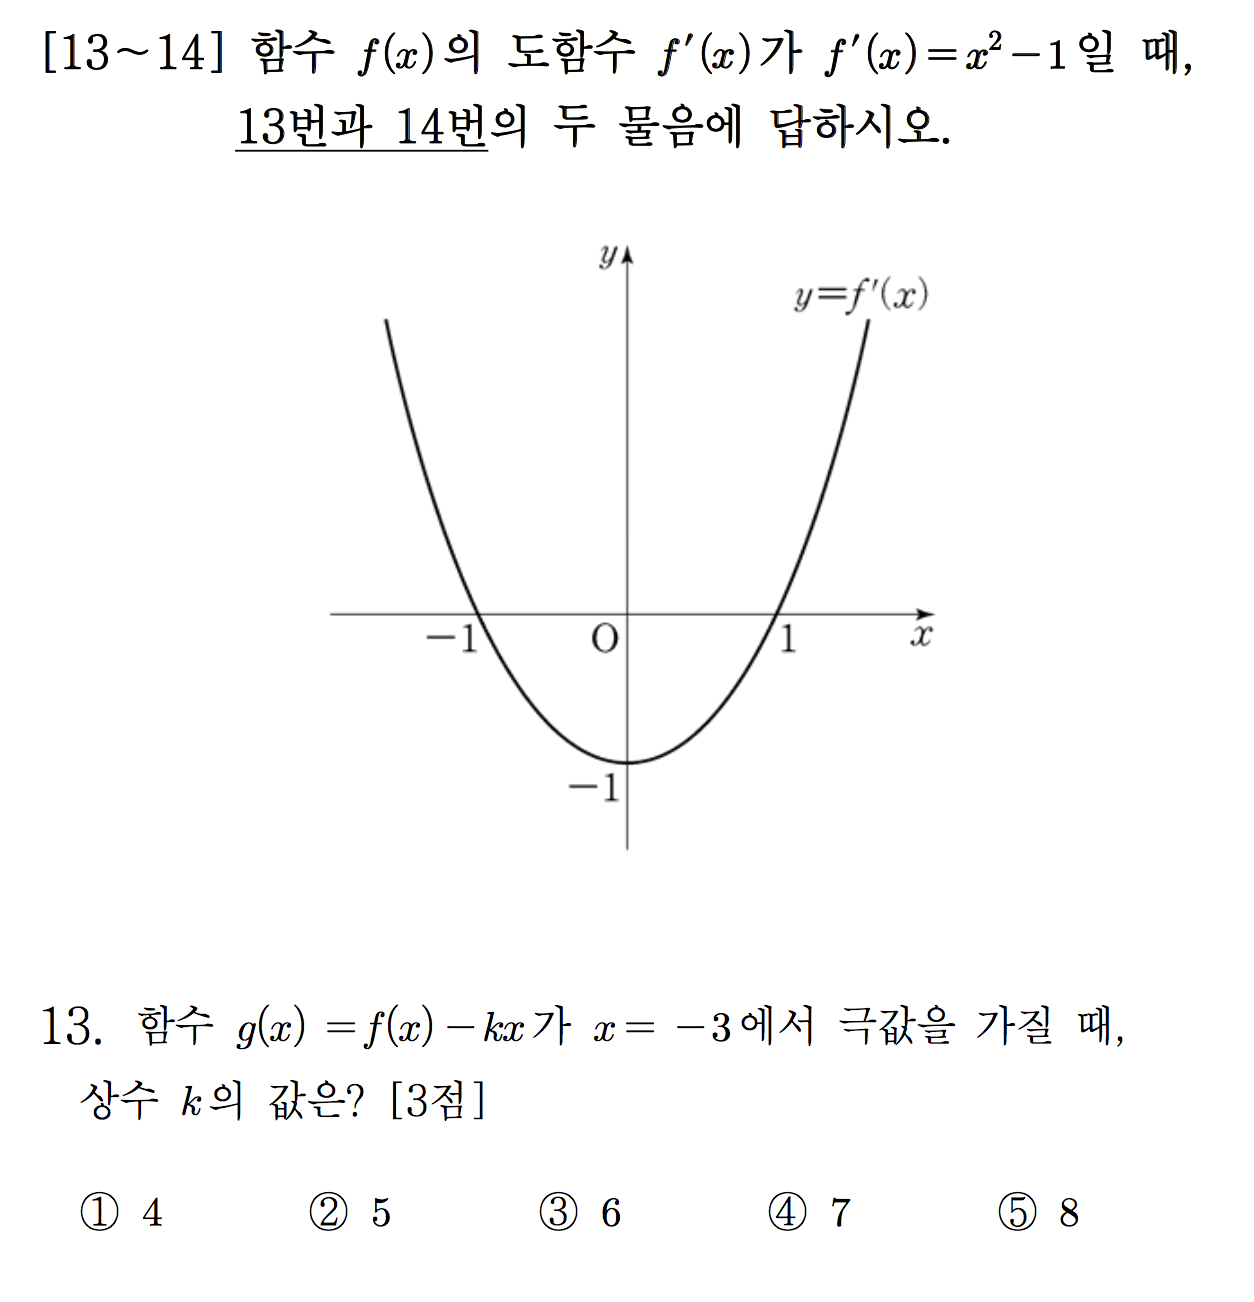 [13~14] 함수 f(x)의 도함수 f′(x)가 f′(x)=x²−1일 때,
13번과 14번의 두 물음에 답하시오.
y
y=f′(x)
−1
O
1
x
−1
13. 함수 g(x)=f(x)−kx가 x= −3에서 극값을 가질 때,
상수 k의 값은? [3점]
① 4 ② 5 ③ 6 ④ 7 ⑤ 8